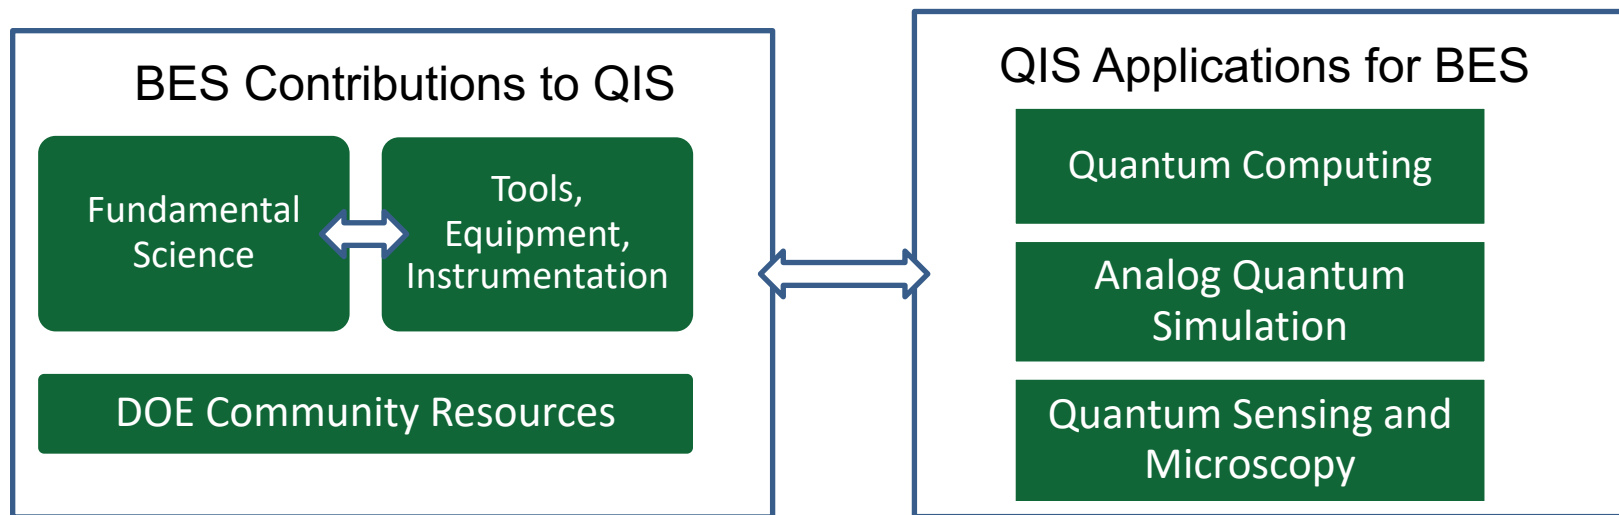 BES Contributions to QIS
Fundamental
Science
Tools,
Equipment,
Instrumentation
DOE Community Resources
QIS Applications for BES
Quantum Computing
Analog Quantum
Simulation
Quantum Sensing and
Microscopy